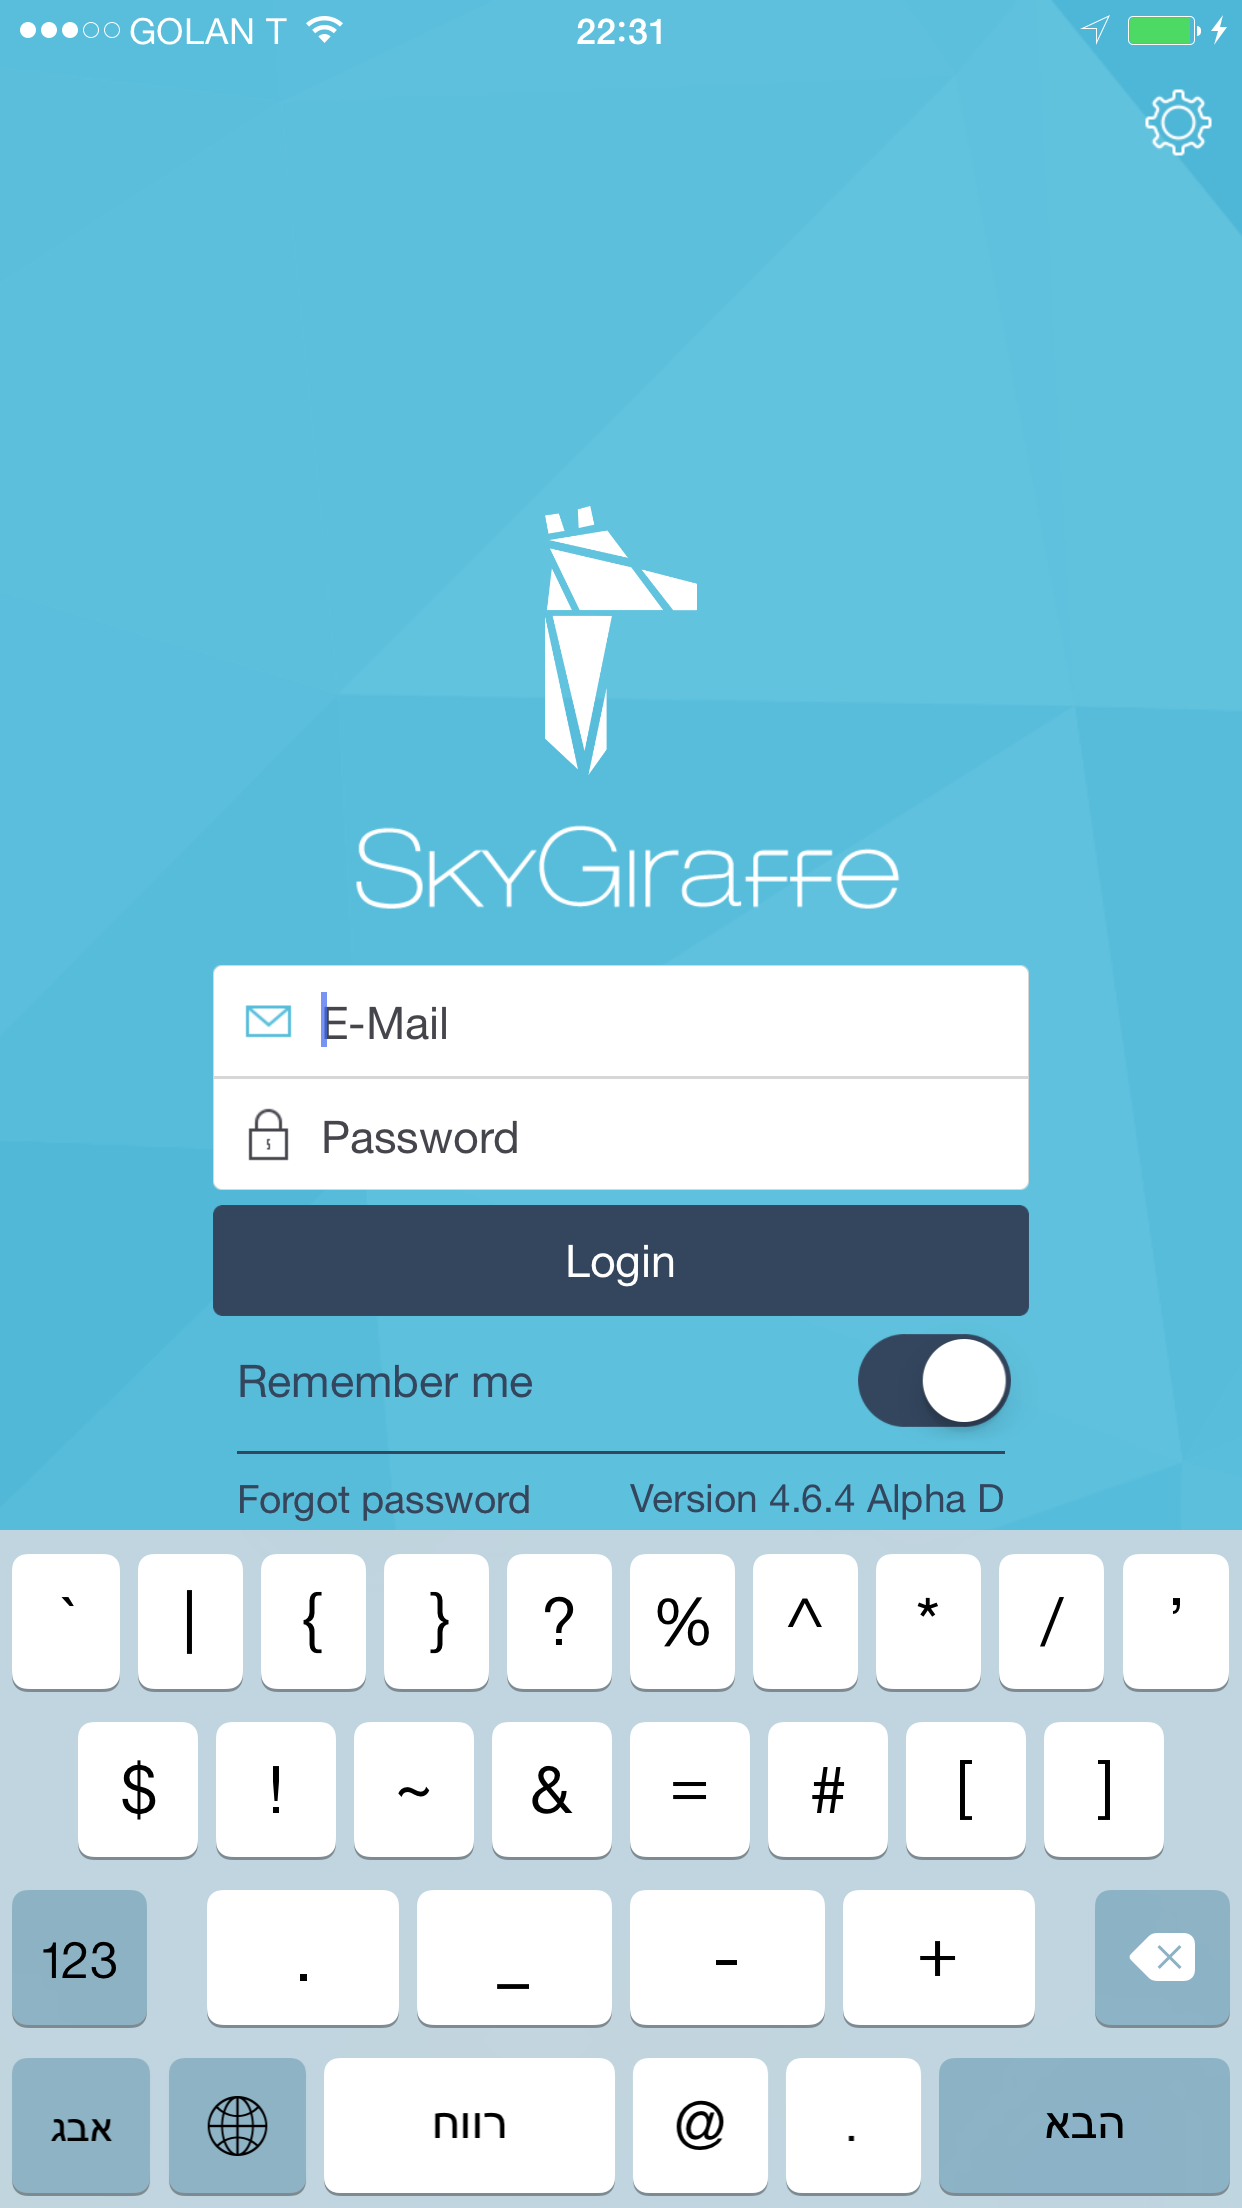 GOLAN T 22:31
SKYGIRAFFE
E-Mail
Password
Login
Remember me
Forgot password Version 4.6.4 Alpha D
` | { } ? % ^ * / ’
$ ! ~ & = # [ ]
123 . _ - +
אבג רווח @ . הבא